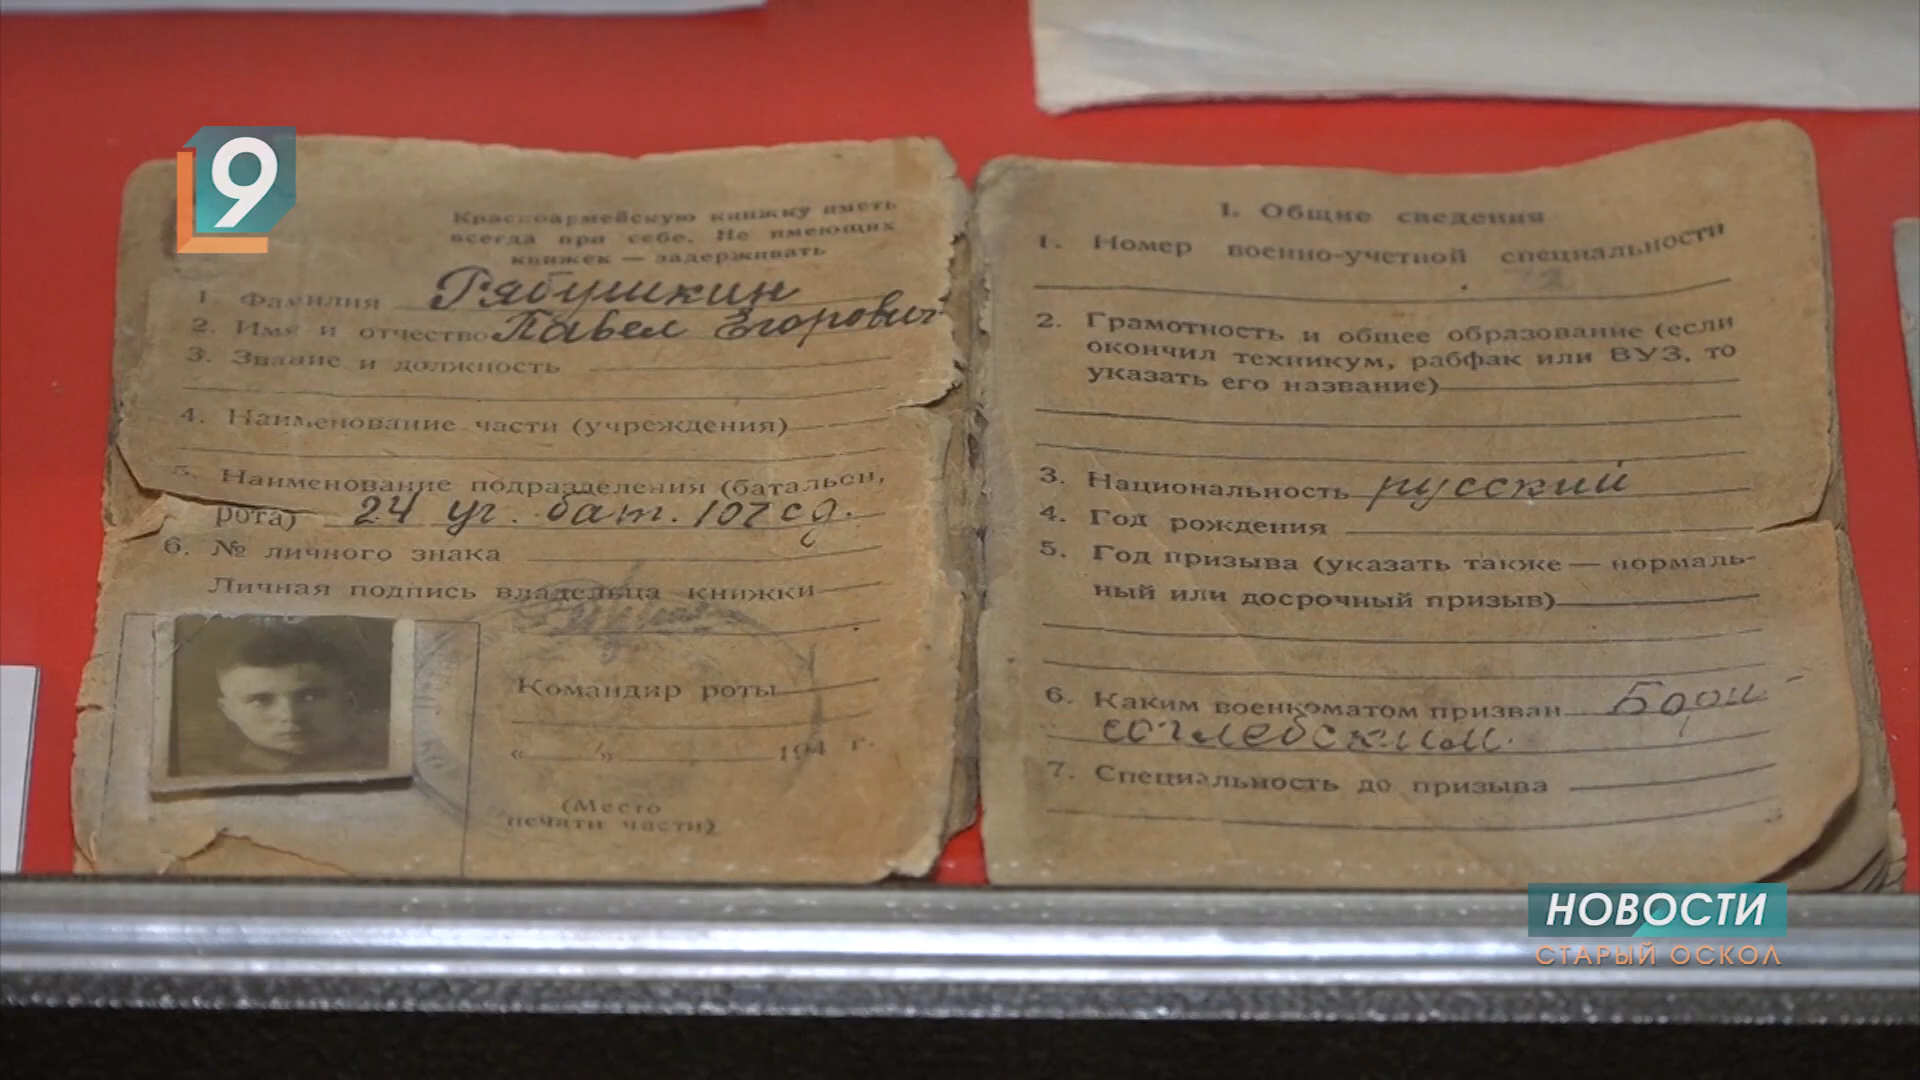 9
Красноармейскую книжку иметь
всегда при себе. Не имеющих
книжек — задерживать
1. Фамилия Рябушкин
2. Имя и отчество Павел Егорович
3. Звание и должность
4. Наименование части (учреждения)
5. Наименование подразделения (батальон,
рота) 24 уч. бат. 107 сд.
6. № личного знака
Личная подпись владельца книжки
Командир роты
« » 194 г.
(Место
печати части)
1. Общие сведения
1. Номер военно-учетной специальности
2. Грамотность и общее образование (если
окончил техникум, рабфак или ВУЗ, то
указать его название)
3. Национальность русский
4. Год рождения
5. Год призыва (указать также — нормаль-
ный или досрочный призыв)
6. Каким военкоматом призван
7. Специальность до призыва
НОВОСТИ
СТАРЫЙ ОСКОЛ